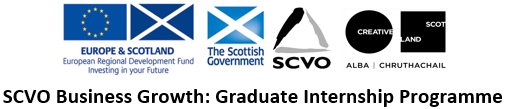 EUROPE & SCOTLAND
European Regional Development Fund
Investing in your Future
The Scottish
Government
SCVO
CREATIVE
SCOT
LAND
ALBA | CHRUTHACHAIL
SCVO Business Growth: Graduate Internship Programme